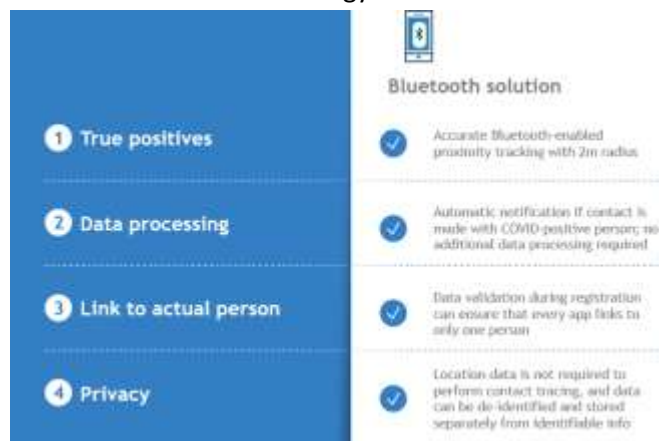 gy
Bluetooth solution
1 True positives
Accurate Bluetooth-enabled
proximity tracking with 2m radius
2 Data processing
Automatic notification if contact is
made with COVID-positive person; no
additional data processing required
3 Link to actual person
Data validation during registration
can ensure that every app links to
only one person
4 Privacy
Location data is not required to
perform contact tracing, and data
can be de-identified and stored
separately from identifiable info